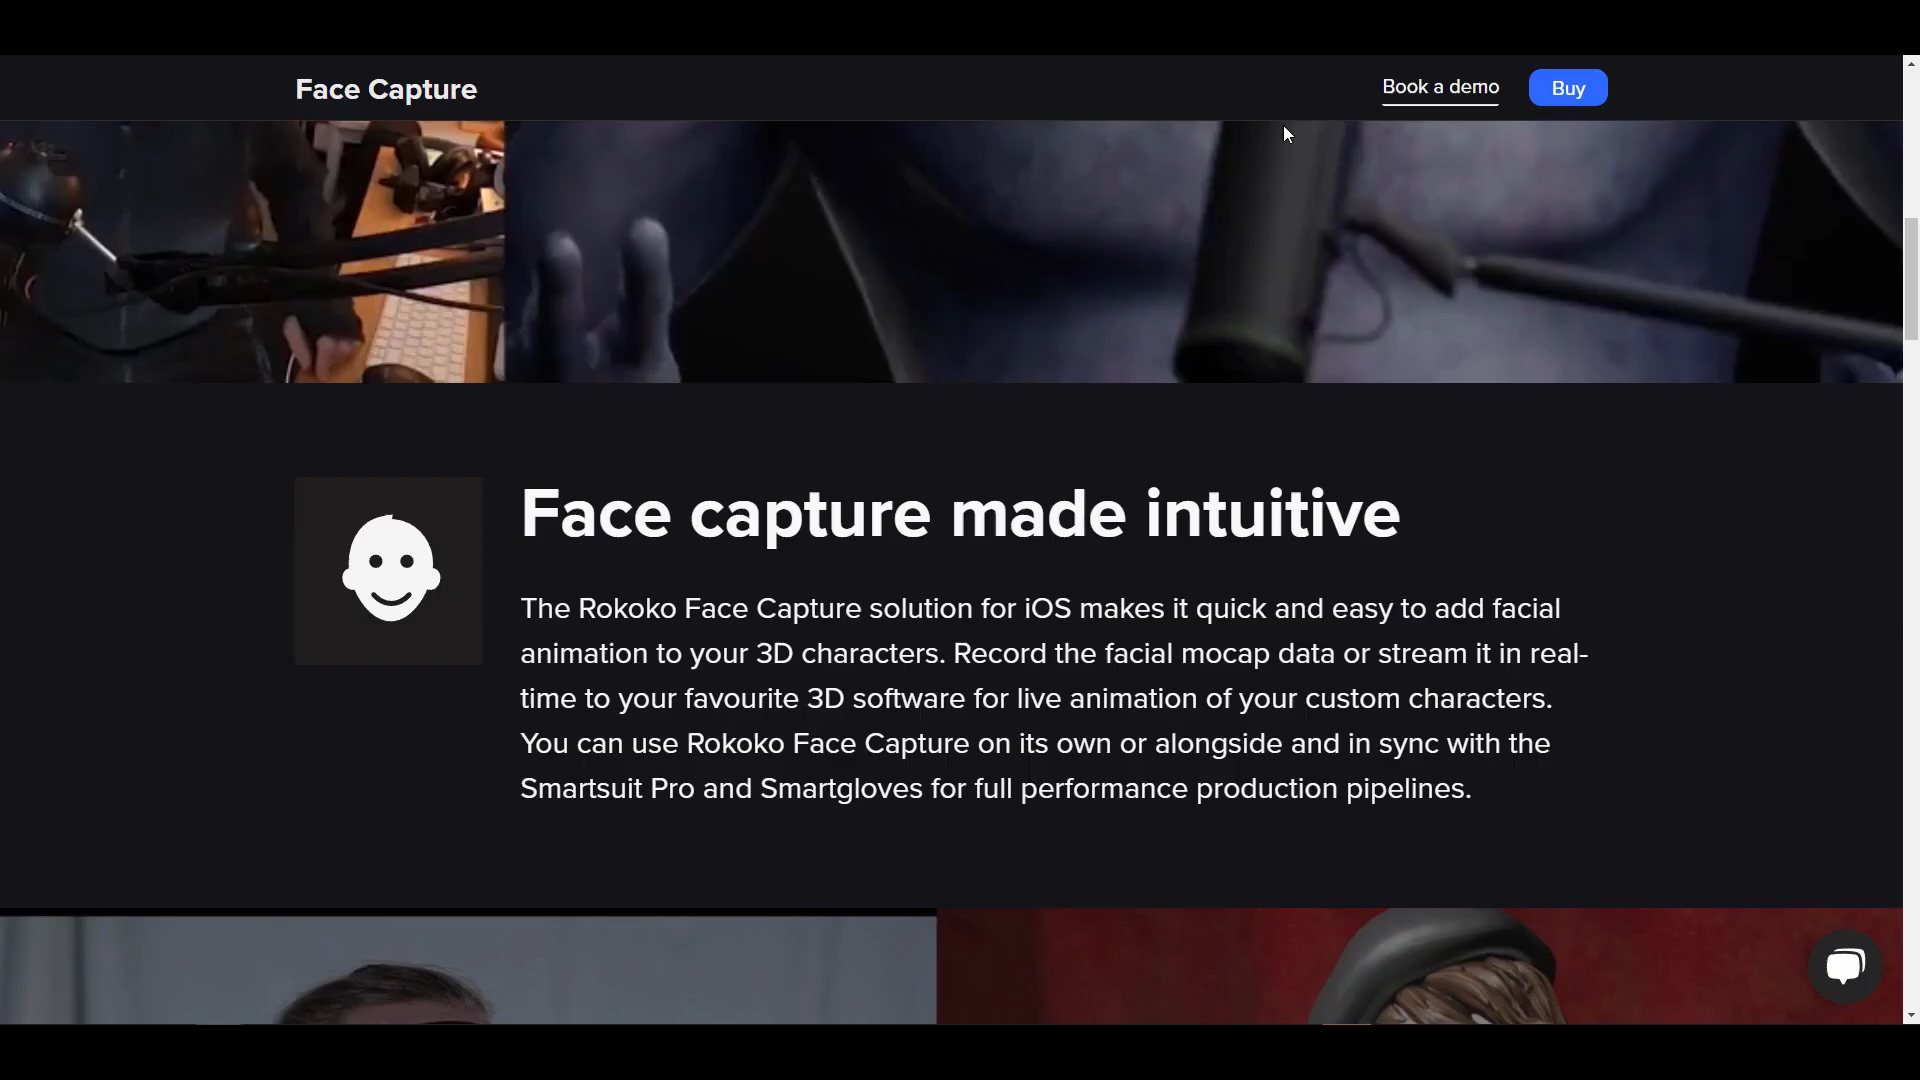 Face Capture
Book a demo
Buy
Face capture made intuitive
The Rokoko Face Capture solution for iOS makes it quick and easy to add facial
animation to your 3D characters. Record the facial mocap data or stream it in real-
time to your favourite 3D software for live animation of your custom characters.
You can use Rokoko Face Capture on its own or alongside and in sync with the
Smartsuit Pro and Smartgloves for full performance production pipelines.